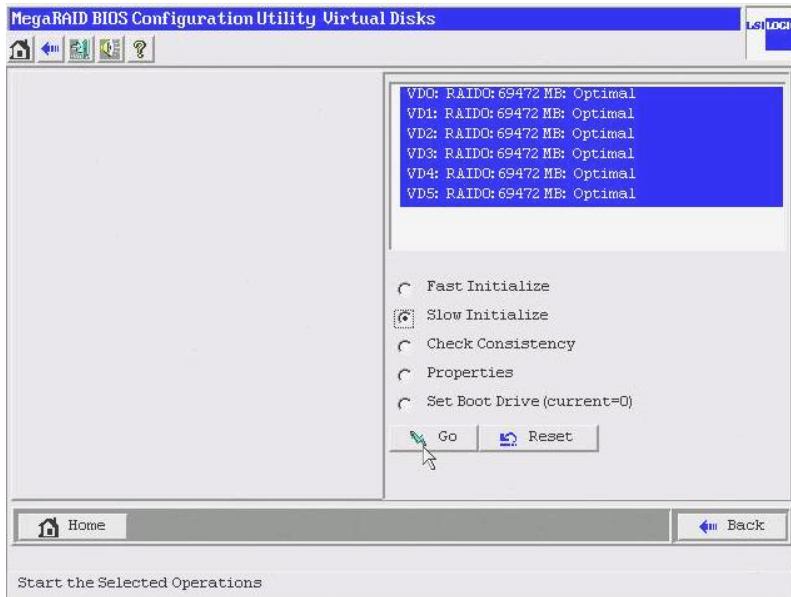 MegaRAID BIOS Configuration Utility Virtual Disks
LSI LOGI
VD0: RAID0: 69472 MB: Optimal
VD1: RAID0: 69472 MB: Optimal
VD2: RAID0: 69472 MB: Optimal
VD3: RAID0: 69472 MB: Optimal
VD4: RAID0: 69472 MB: Optimal
VD5: RAID0: 69472 MB: Optimal
Fast Initialize
Slow Initialize
Check Consistency
Properties
Set Boot Drive (current=0)
Go Reset
Home Back
Start the Selected Operations